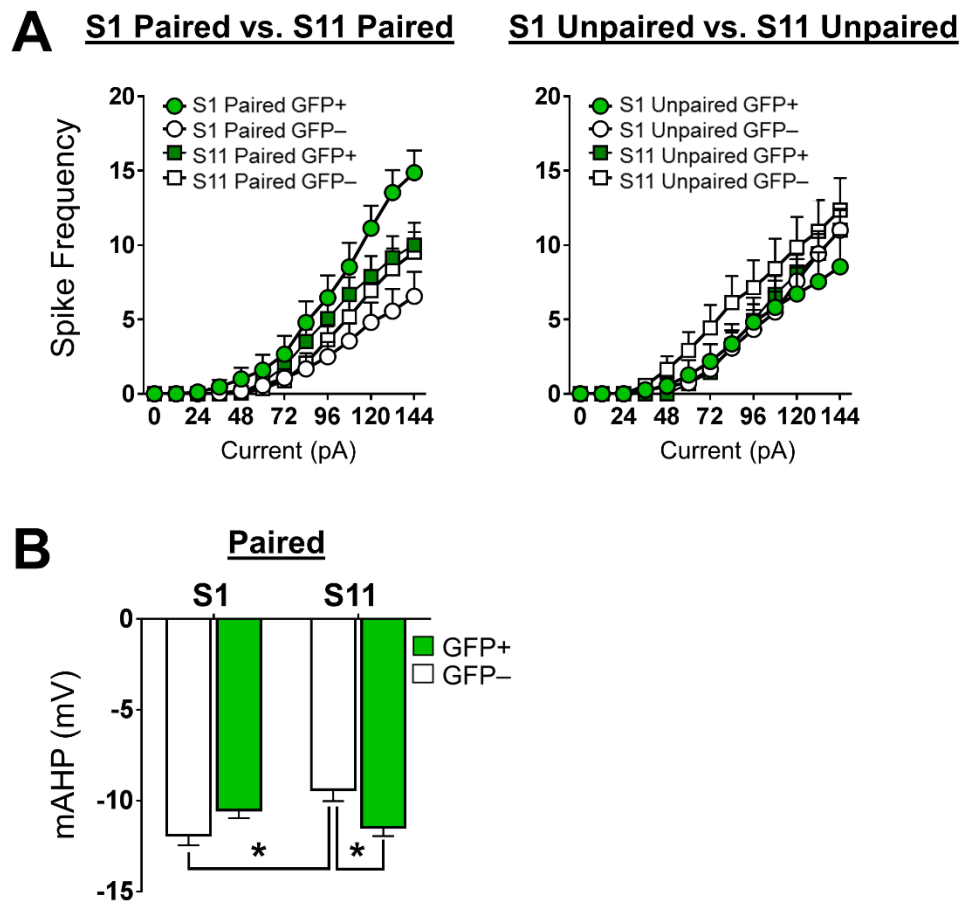 A
S1 Paired vs. S11 Paired
S1 Unpaired vs. S11 Unpaired
Spike Frequency
20
15
10
5
0
S1 Paired GFP+
S1 Paired GFP–
S11 Paired GFP+
S11 Paired GFP–
0 24 48 72 96 120 144
Current (pA)
20
15
10
5
0
S1 Unpaired GFP+
S1 Unpaired GFP–
S11 Unpaired GFP+
S11 Unpaired GFP–
0 24 48 72 96 120 144
Current (pA)
B
Paired
S1 S11
mAHP (mV)
0
-5
-10
-15
GFP+
GFP–
* *